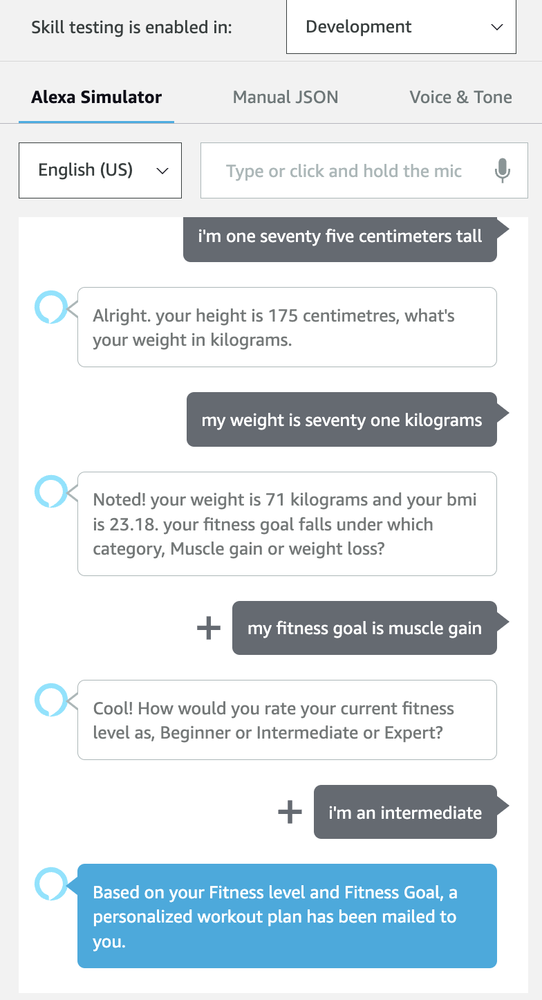 Skill testing is enabled in:
Development
Alexa Simulator
Manual JSON
Voice & Tone
English (US)
Type or click and hold the mic
i'm one seventy five centimeters tall
Alright. your height is 175 centimetres, what's
your weight in kilograms.
my weight is seventy one kilograms
Noted! your weight is 71 kilograms and your bmi
is 23.18. your fitness goal falls under which
category, Muscle gain or weight loss?
my fitness goal is muscle gain
Cool! How would you rate your current fitness
level as, Beginner or Intermediate or Expert?
i'm an intermediate
Based on your Fitness level and Fitness Goal, a
personalized workout plan has been mailed to
you.